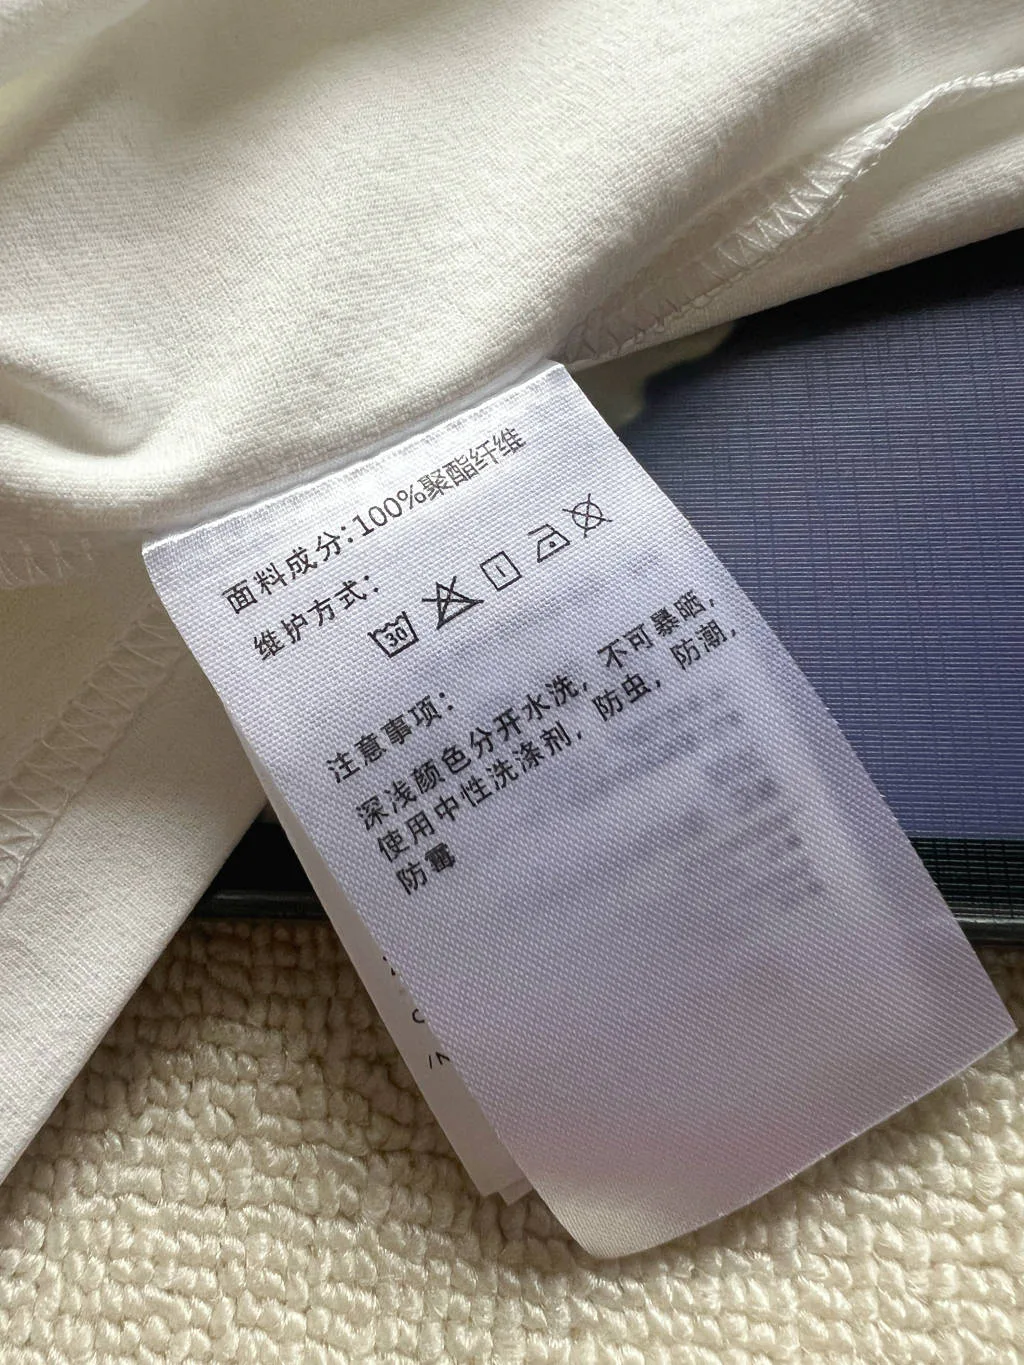 面料成分:100%聚酯纤维
维护方式:
30
注意事项:
深浅颜色分开水洗，不可暴晒，
使用中性洗涤剂，防虫，防潮，
防霉